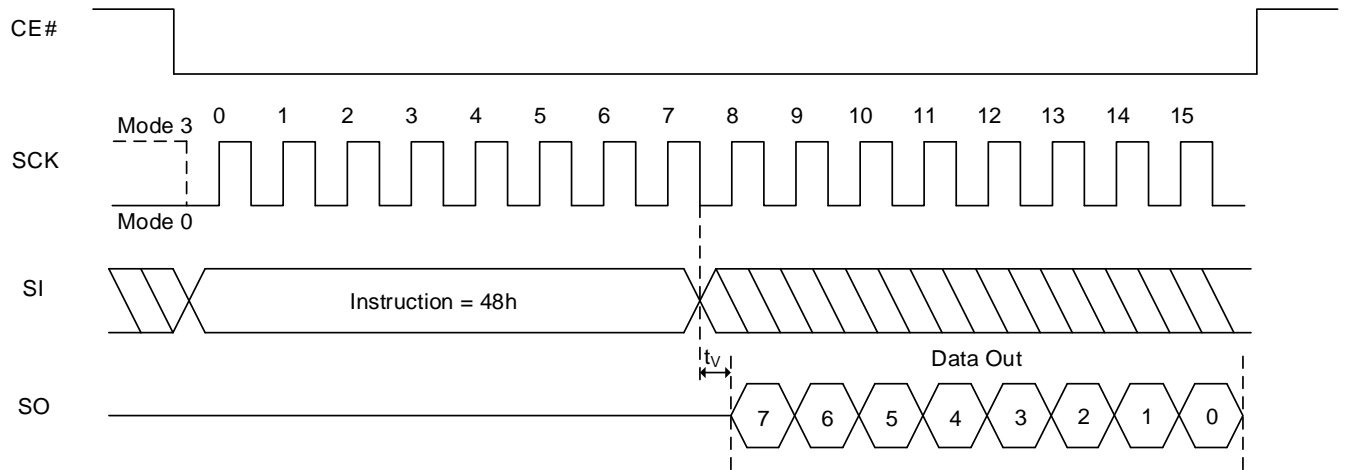 CE#
0 1 2 3 4 5 6 7 8 9 10 11 12 13 14 15
Mode 3
SCK
Mode 0
SI
Instruction = 48h
tV
Data Out
SO
7 6 5 4 3 2 1 0